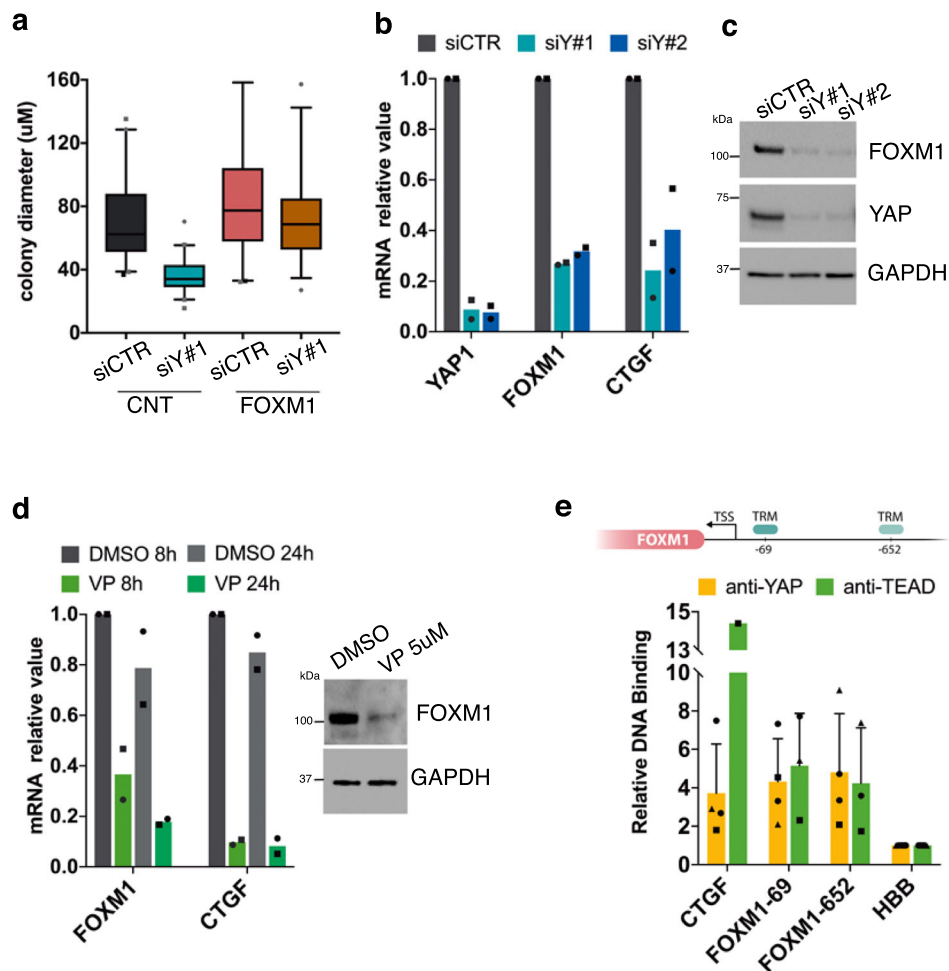 a
colony diameter (uM)
160
120
80
40
0
siCTR
siY#1
siCTR
siY#1
CNT
FOXM1
b
siCTR siY#1 siY#2
mRNA relative value
1.0
0.8
0.6
0.4
0.2
0.0
YAP1
FOXM1
CTGF
c
siCTR
siY#1
siY#2
kDa
100
FOXM1
75
YAP
37
GAPDH
d
DMSO 8h DMSO 24h
VP 8h VP 24h
mRNA relative value
1.0
0.8
0.6
0.4
0.2
0.0
FOXM1
CTGF
DMSO
VP 5uM
kDa
100
FOXM1
37
GAPDH
e
TSS TRM TRM
FOXM1
-69 -652
anti-YAP anti-TEAD
Relative DNA Binding
15
13
10
8
6
4
2
0
CTGF
FOXM1-69
FOXM1-652
HBB